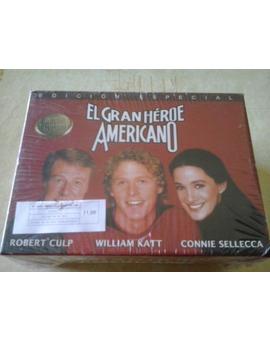 EDICIÓN ESPECIAL
EL GRAN HÉROE
AMERICANO
ROBERT CULP WILLIAM KATT CONNIE SELLECCA